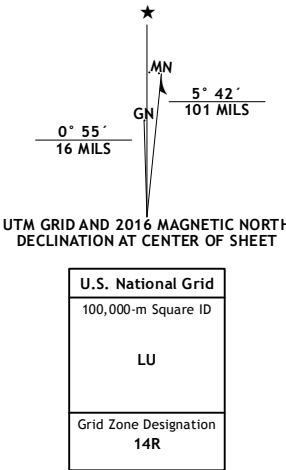 ★
MN
5° 42´
101 MILS
GN
0° 55´
16 MILS
UTM GRID AND 2016 MAGNETIC NORTH
DECLINATION AT CENTER OF SHEET
U.S. National Grid
100,000-m Square ID
LU
Grid Zone Designation
14R